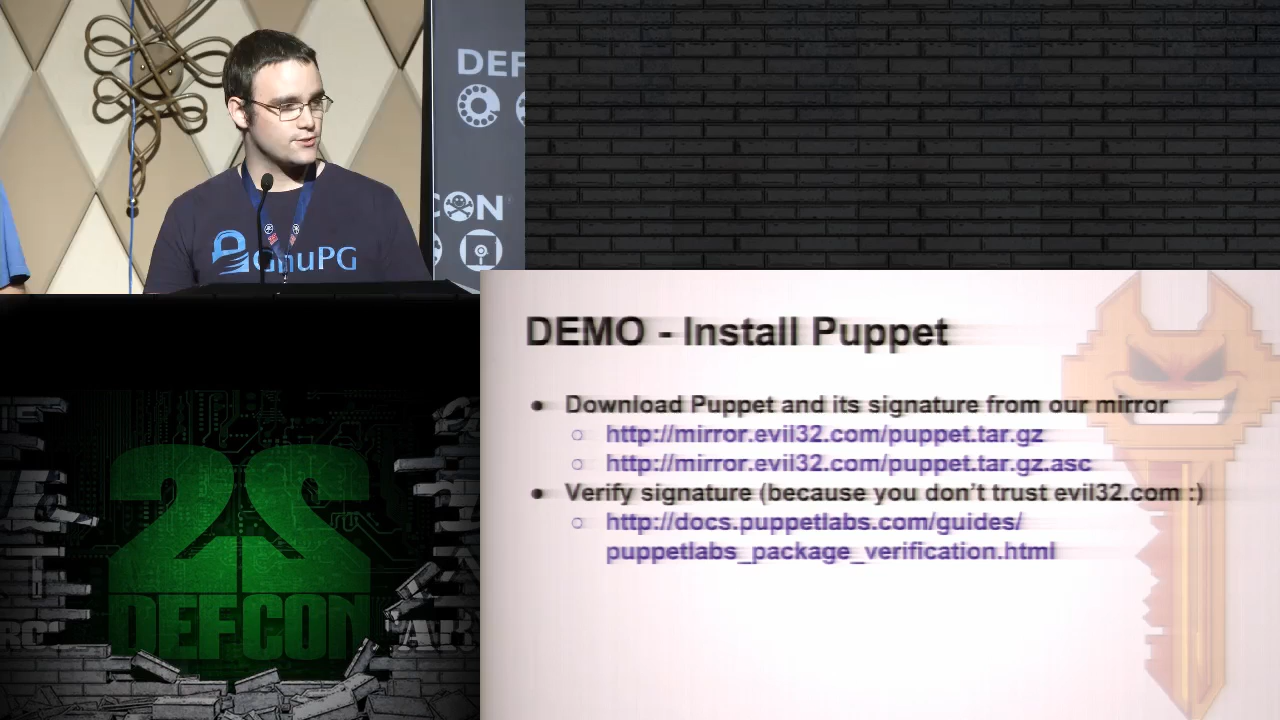 DEF
CON
GnuPG
DEMO - Install Puppet
• Download Puppet and its signature from our mirror
○ http://mirror.evil32.com/puppet.tar.gz
○ http://mirror.evil32.com/puppet.tar.gz.asc
• Verify signature (because you don't trust evil32.com :)
○ http://docs.puppetlabs.com/guides/
puppetlabs_package_verification.html
22
DEFCON